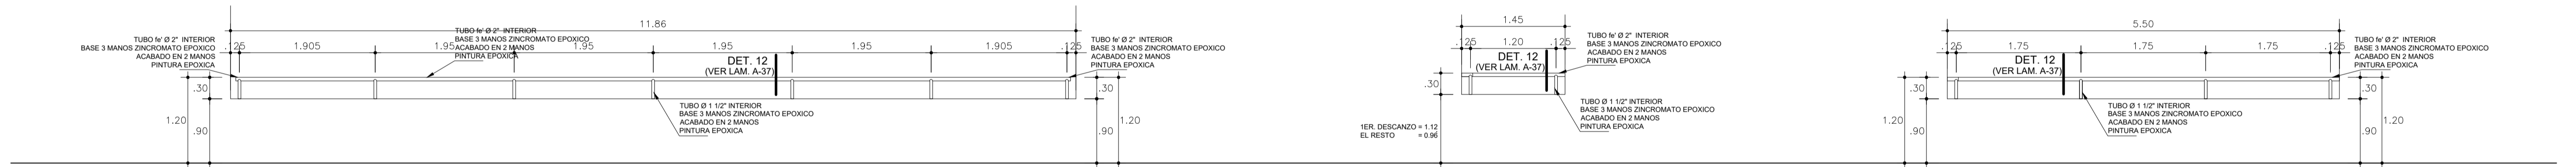 11.86
TUBO fe' Ø 2" INTERIOR
BASE 3 MANOS ZINCROMATO EPOXICO
ACABADO EN 2 MANOS
PINTURA EPOXICA
TUBO fe' Ø 2" INTERIOR
BASE 3 MANOS ZINCROMATO EPOXICO
ACABADO EN 2 MANOS
PINTURA EPOXICA
TUBO fe' Ø 2" INTERIOR
BASE 3 MANOS ZINCROMATO EPOXICO
ACABADO EN 2 MANOS
PINTURA EPOXICA
.125 1.905 1.95 1.95 1.95 1.95 1.905 .125
DET. 12
(VER LAM. A-37)
.30
.30
TUBO Ø 1 1/2" INTERIOR
BASE 3 MANOS ZINCROMATO EPOXICO
ACABADO EN 2 MANOS
PINTURA EPOXICA
1.20
.90
.90
1.20
1.45
.125 1.20 .125
TUBO fe' Ø 2" INTERIOR
BASE 3 MANOS ZINCROMATO EPOXICO
ACABADO EN 2 MANOS
PINTURA EPOXICA
DET. 12
(VER LAM. A-37)
.30
TUBO Ø 1 1/2" INTERIOR
BASE 3 MANOS ZINCROMATO EPOXICO
ACABADO EN 2 MANOS
PINTURA EPOXICA
1ER. DESCANZO = 1.12
EL RESTO = 0.96
5.50
.125 1.75 1.75 1.75 .125
TUBO fe' Ø 2" INTERIOR
BASE 3 MANOS ZINCROMATO EPOXICO
ACABADO EN 2 MANOS
PINTURA EPOXICA
DET. 12
(VER LAM. A-37)
.30
.30
TUBO Ø 1 1/2" INTERIOR
BASE 3 MANOS ZINCROMATO EPOXICO
ACABADO EN 2 MANOS
PINTURA EPOXICA
1.20
.90
.90
1.20